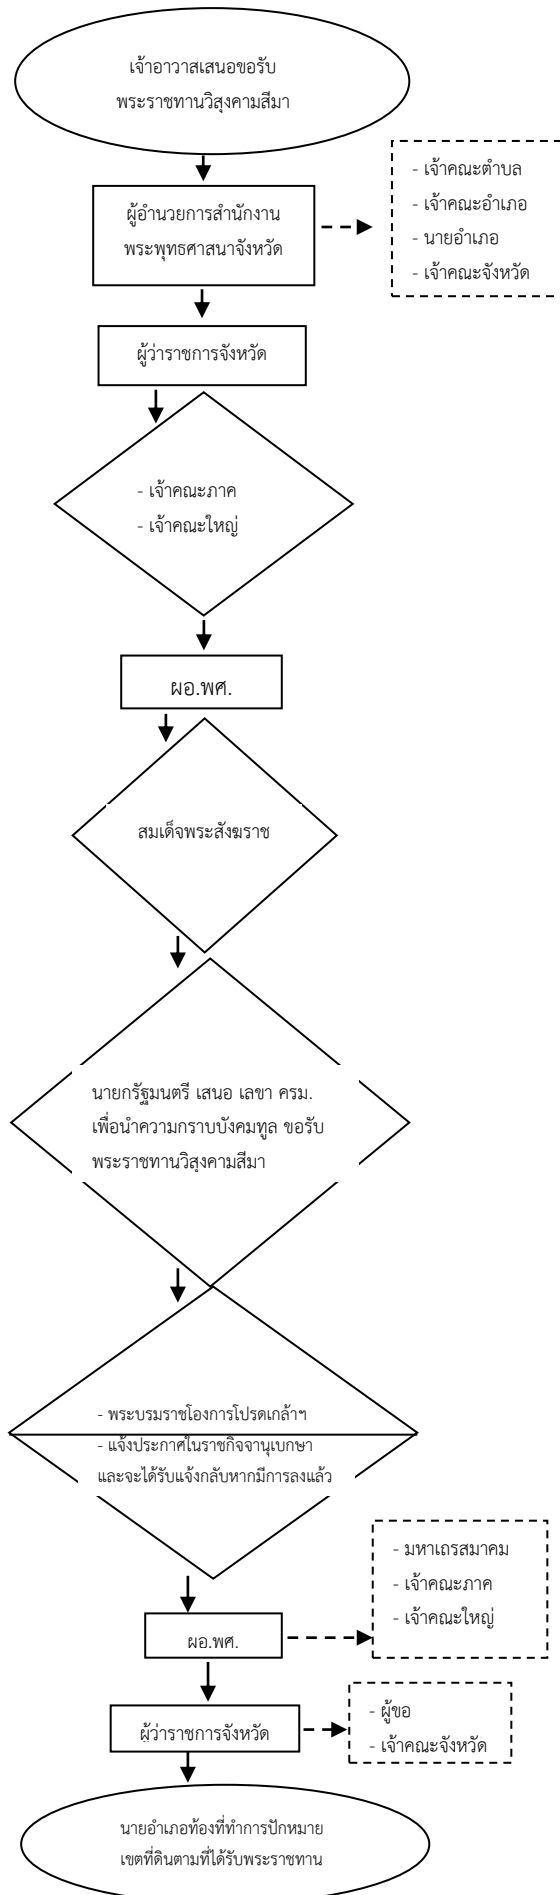 เจ้าอาวาสเสนอขอรับ
พระราชทานวิสุงคามสีมา
ผู้อำนวยการสำนักงาน
พระพุทธศาสนาจังหวัด
- เจ้าคณะตำบล
- เจ้าคณะอำเภอ
- นายอำเภอ
- เจ้าคณะจังหวัด
ผู้ว่าราชการจังหวัด
- เจ้าคณะภาค
- เจ้าคณะใหญ่
ผอ.พศ.
สมเด็จพระสังฆราช
นายกรัฐมนตรี เสนอ เลขา ครม.
เพื่อนำความกราบบังคมทูล ขอรับ
พระราชทานวิสุงคามสีมา
- พระบรมราชโองการโปรดเกล้าฯ
- แจ้งประกาศในราชกิจจานุเบกษา
และจะได้รับแจ้งกลับหากมีการลงแล้ว
- มหาเถรสมาคม
- เจ้าคณะภาค
- เจ้าคณะใหญ่
ผอ.พศ.
ผู้ว่าราชการจังหวัด
- ผู้ขอ
- เจ้าคณะจังหวัด
นายอำเภอท้องที่ทำการปักหมาย
เขตที่ดินตามที่ได้รับพระราชทาน